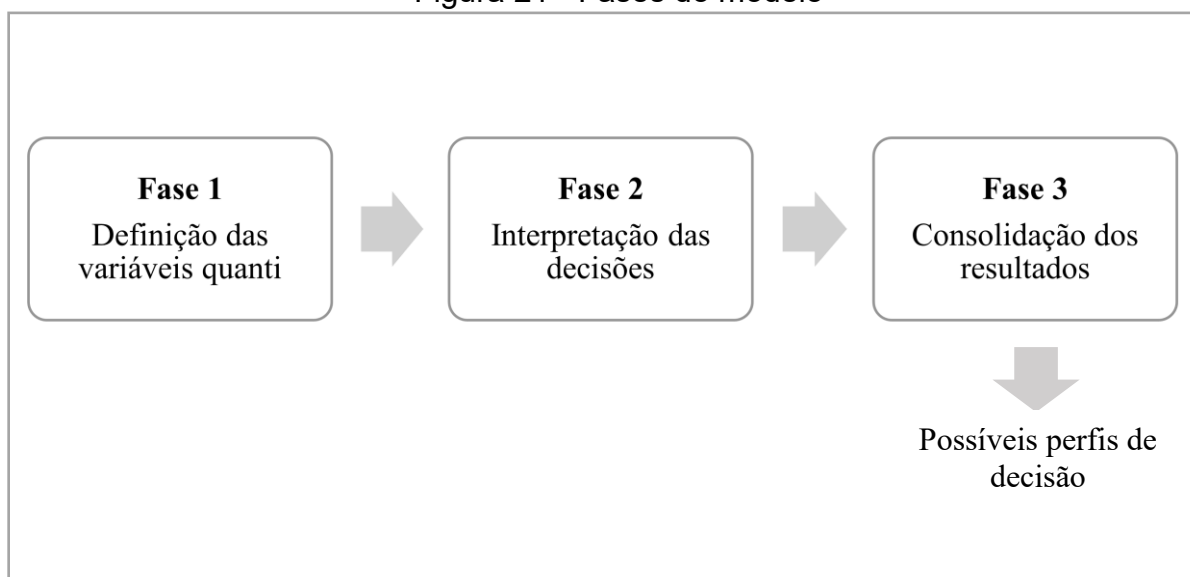 Fase 1
Definição das
variáveis quanti
Fase 2
Interpretação das
decisões
Fase 3
Consolidação dos
resultados
Possíveis perfis de
decisão